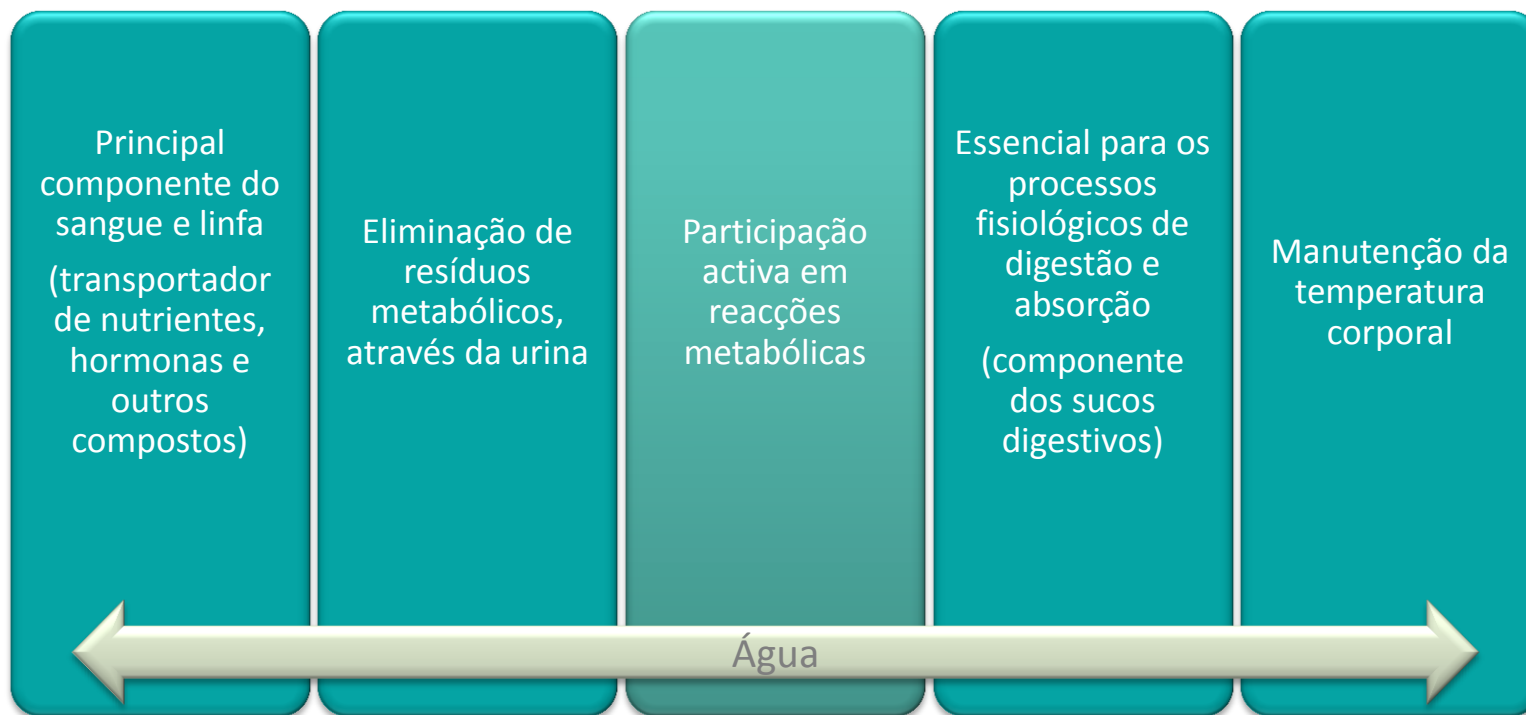 Principal
componente do
sangue e linfa
(transportador
de nutrientes,
hormonas e
outros
compostos)
Eliminação de
resíduos
metabólicos,
através da urina
Participação
activa em
reacções
metabólicas
Essencial para os
processos
fisiológicos de
digestão e
absorção
(componente
dos sucos
digestivos)
Manutenção da
temperatura
corporal
Água